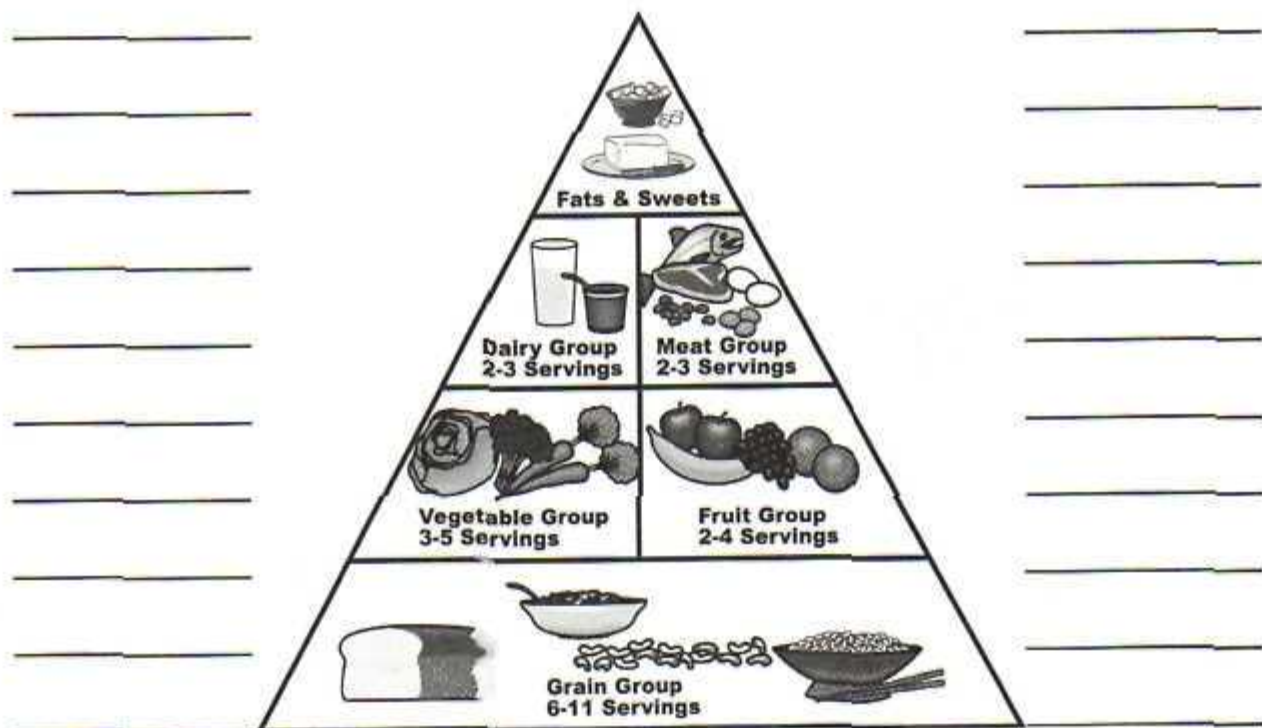 Fats & Sweets
Dairy Group
2-3 Servings
Meat Group
2-3 Servings
Vegetable Group
3-5 Servings
Fruit Group
2-4 Servings
Grain Group
6-11 Servings